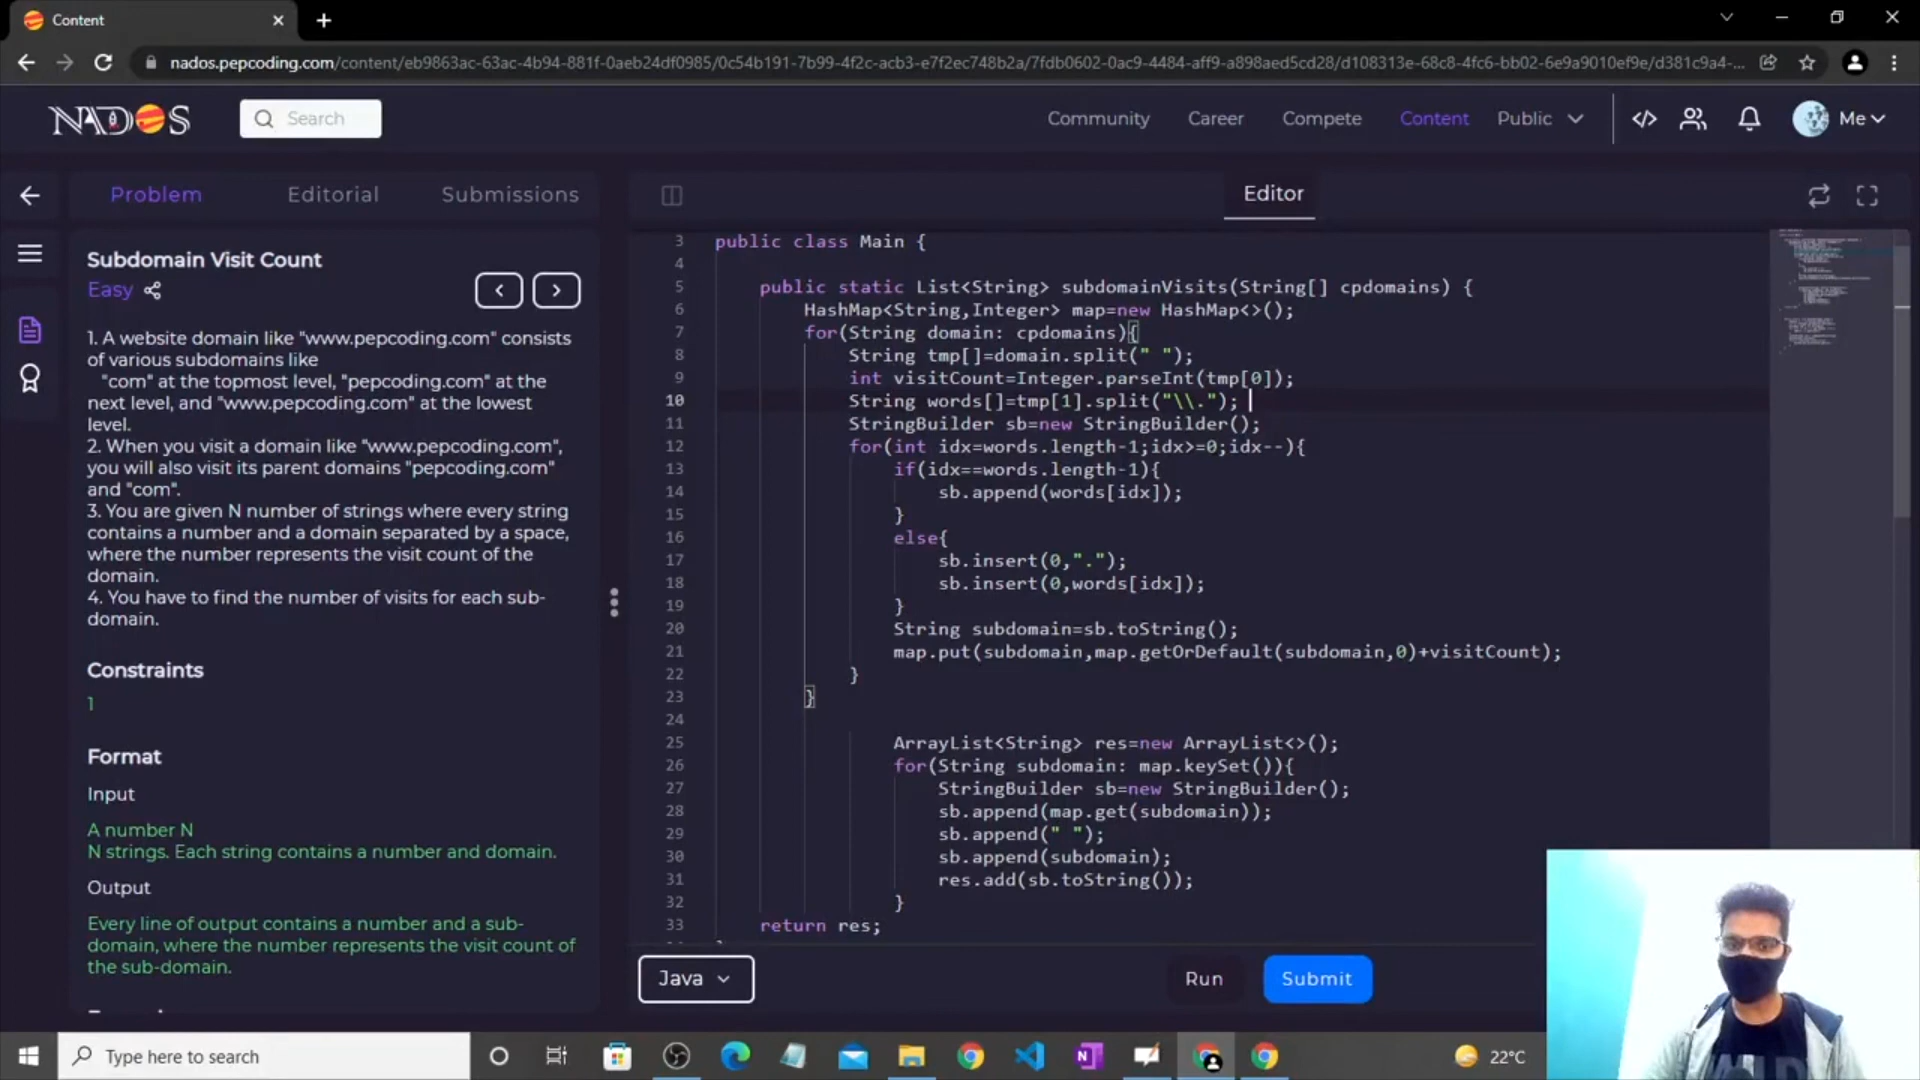 Content
nados.pepcoding.com/content/eb9863ac-63ac-4b94-881f-0aeb24df0985/0c54b191-7b99-4f2c-acb3-e7f2ec748b2a/7fdb0602-0ac9-4484-aff9-a898aed5cd28/d108313e-68c8-4fc6-bb02-6e9a9010ef9e/d381c9a4-...
NADOS
Search
Community
Career
Compete
Content
Public
Me
Problem
Editorial
Submissions
Editor
Subdomain Visit Count
Easy
1. A website domain like "www.pepcoding.com" consists
of various subdomains like
"com" at the topmost level, "pepcoding.com" at the
next level, and "www.pepcoding.com" at the lowest
level.
2. When you visit a domain like "www.pepcoding.com",
you will also visit its parent domains "pepcoding.com"
and "com".
3. You are given N number of strings where every string
contains a number and a domain separated by a space,
where the number represents the visit count of the
domain.
4. You have to find the number of visits for each sub-
domain.
Constraints
1
Format
Input
A number N
N strings. Each string contains a number and domain.
Output
Every line of output contains a number and a sub-
domain, where the number represents the visit count of
the sub-domain.
3 public class Main {
4
5 public static List<String> subdomainVisits(String[] cpdomains) {
6 HashMap<String,Integer> map=new HashMap<>();
7 for(String domain: cpdomains){
8 String tmp[]=domain.split(" ");
9 int visitCount=Integer.parseInt(tmp[0]);
10 String words[]=tmp[1].split("\\.");
11 StringBuilder sb=new StringBuilder();
12 for(int idx=words.length-1;idx>=0;idx--){
13 if(idx==words.length-1){
14 sb.append(words[idx]);
15 }
16 else{
17 sb.insert(0,".");
18 sb.insert(0,words[idx]);
19 }
20 String subdomain=sb.toString();
21 map.put(subdomain,map.getOrDefault(subdomain,0)+visitCount);
22 }
23 }
24
25 ArrayList<String> res=new ArrayList<>();
26 for(String subdomain: map.keySet()){
27 StringBuilder sb=new StringBuilder();
28 sb.append(map.get(subdomain));
29 sb.append(" ");
30 sb.append(subdomain);
31 res.add(sb.toString());
32 }
33 return res;
Java
Run
Submit
Type here to search
22°C